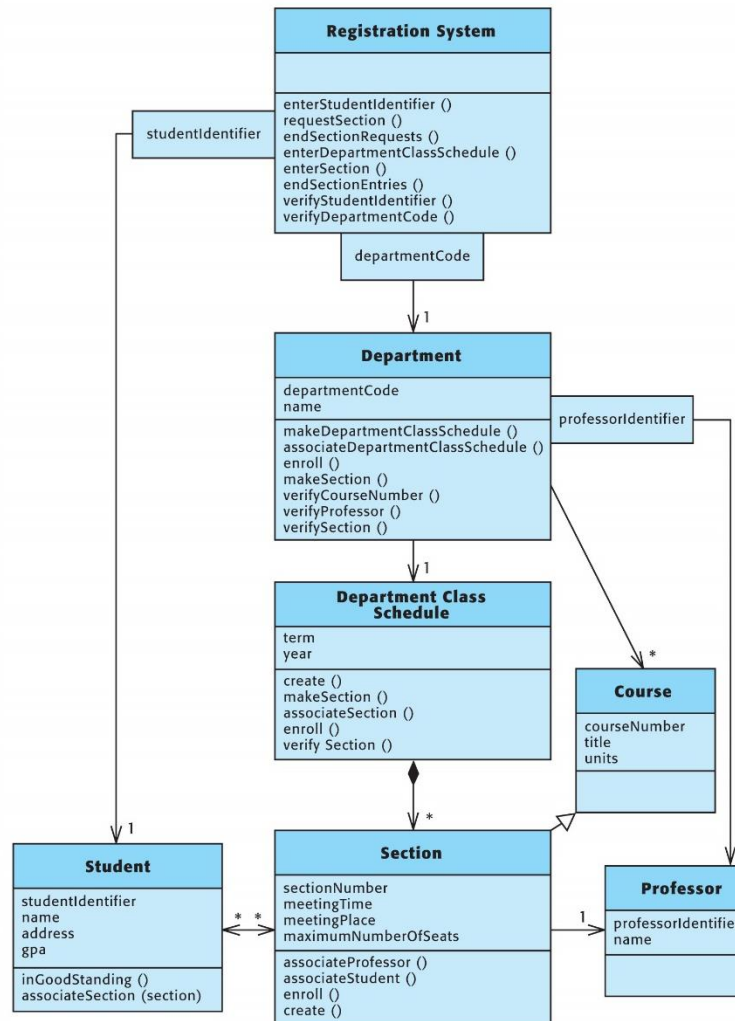 Registration System
enterStudentIdentifier ()
requestSection ()
endSectionRequests ()
enterDepartmentClassSchedule ()
enterSection ()
endSectionEntries ()
verifyStudentIdentifier ()
verifyDepartmentCode ()
studentIdentifier
departmentCode
1
Department
departmentCode
name
makeDepartmentClassSchedule ()
associateDepartmentClassSchedule ()
enroll ()
makeSection ()
verifyCourseNumber ()
verifyProfessor ()
verifySection ()
professorIdentifier
1
Department Class
Schedule
term
year
create ()
makeSection ()
associateSection ()
enroll ()
verify Section ()
*
Course
courseNumber
title
units
*
1
Student
studentIdentifier
name
address
gpa
inGoodStanding ()
associateSection (section)
* *
Section
sectionNumber
meetingTime
meetingPlace
maximumNumberOfSeats
associateProfessor ()
associateStudent ()
enroll ()
create ()
1
Professor
professorIdentifie
name